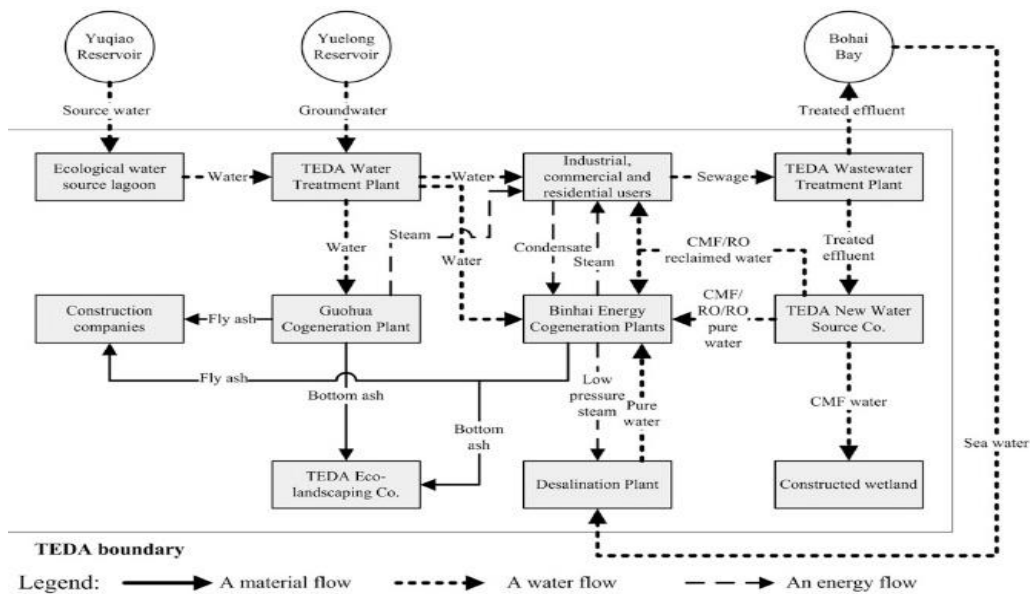 Yuqiao
Reservoir
Yuelong
Reservoir
Bohai
Bay
Source water
Groundwater
Treated effluent
Ecological water
source lagoon
Water
TEDA Water
Treatment Plant
Water
Industrial,
commercial and
residential users
Sewage
TEDA Wastewater
Treatment Plant
Water
Steam
Water
Condensate
Steam
CMF/RO
reclaimed water
Treated
effluent
Construction
companies
Fly ash
Guohua
Cogeneration Plant
Binhai Energy
Cogeneration Plants
CMF/
RO/RO
pure
water
TEDA New Water
Source Co.
Fly ash
Bottom ash
Low
pressure
steam
Pure
water
CMF water
Bottom
ash
Sea water
TEDA Eco-
landscaping Co.
Desalination Plant
Constructed wetland
TEDA boundary
Legend:
A material flow
A water flow
An energy flow